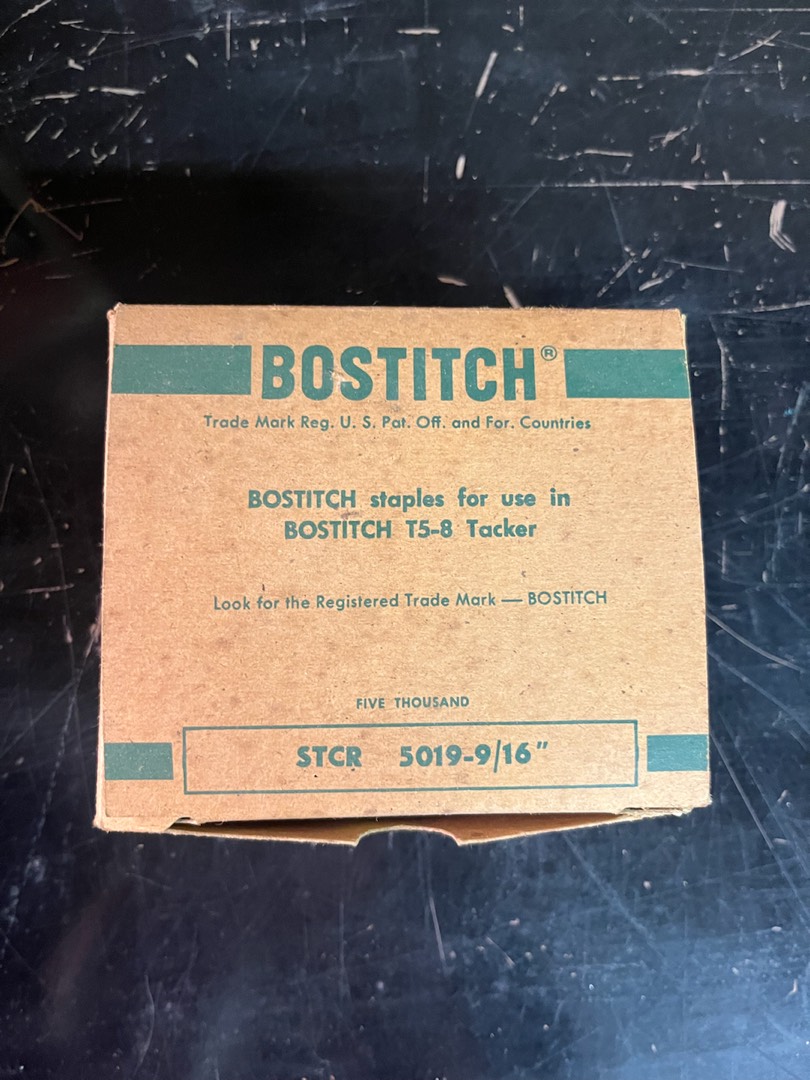 BOSTITCH®
Trade Mark Reg. U. S. Pat. Off. and For. Countries
BOSTITCH staples for use in
BOSTITCH T5-8 Tacker
Look for the Registered Trade Mark — BOSTITCH
FIVE THOUSAND
STCR 5019-9/16”